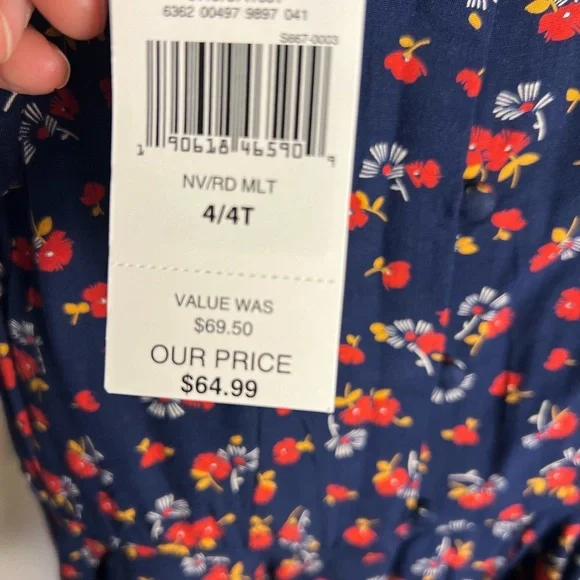 6362 00497 9897 041
S667-0003
1 90618 46590 9
NV/RD MLT
4/4T
VALUE WAS
$69.50
OUR PRICE
$64.99